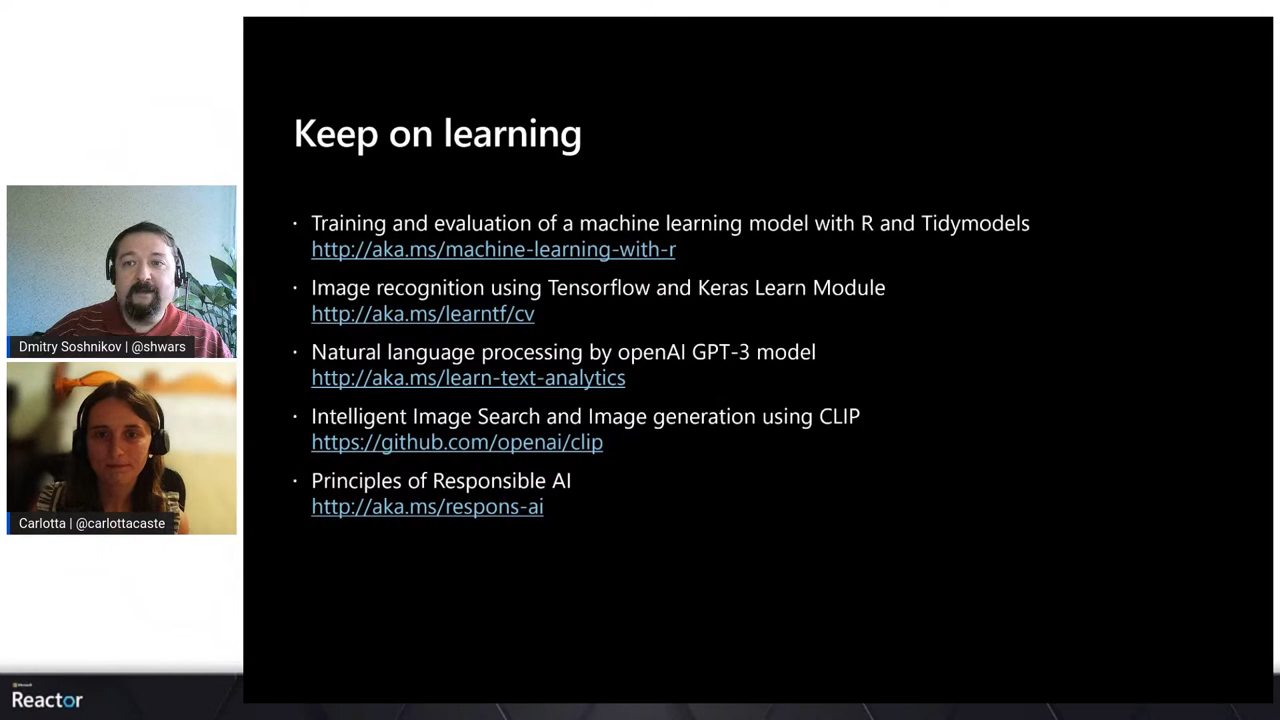 Keep on learning
· Training and evaluation of a machine learning model with R and Tidymodels
http://aka.ms/machine-learning-with-r
· Image recognition using Tensorflow and Keras Learn Module
http://aka.ms/learntf/cv
· Natural language processing by openAI GPT-3 model
http://aka.ms/learn-text-analytics
· Intelligent Image Search and Image generation using CLIP
https://github.com/openai/clip
· Principles of Responsible AI
http://aka.ms/respons-ai
Dmitry Soshnikov | @shwars
Carlotta | @carlottacaste
Microsoft
Reactor